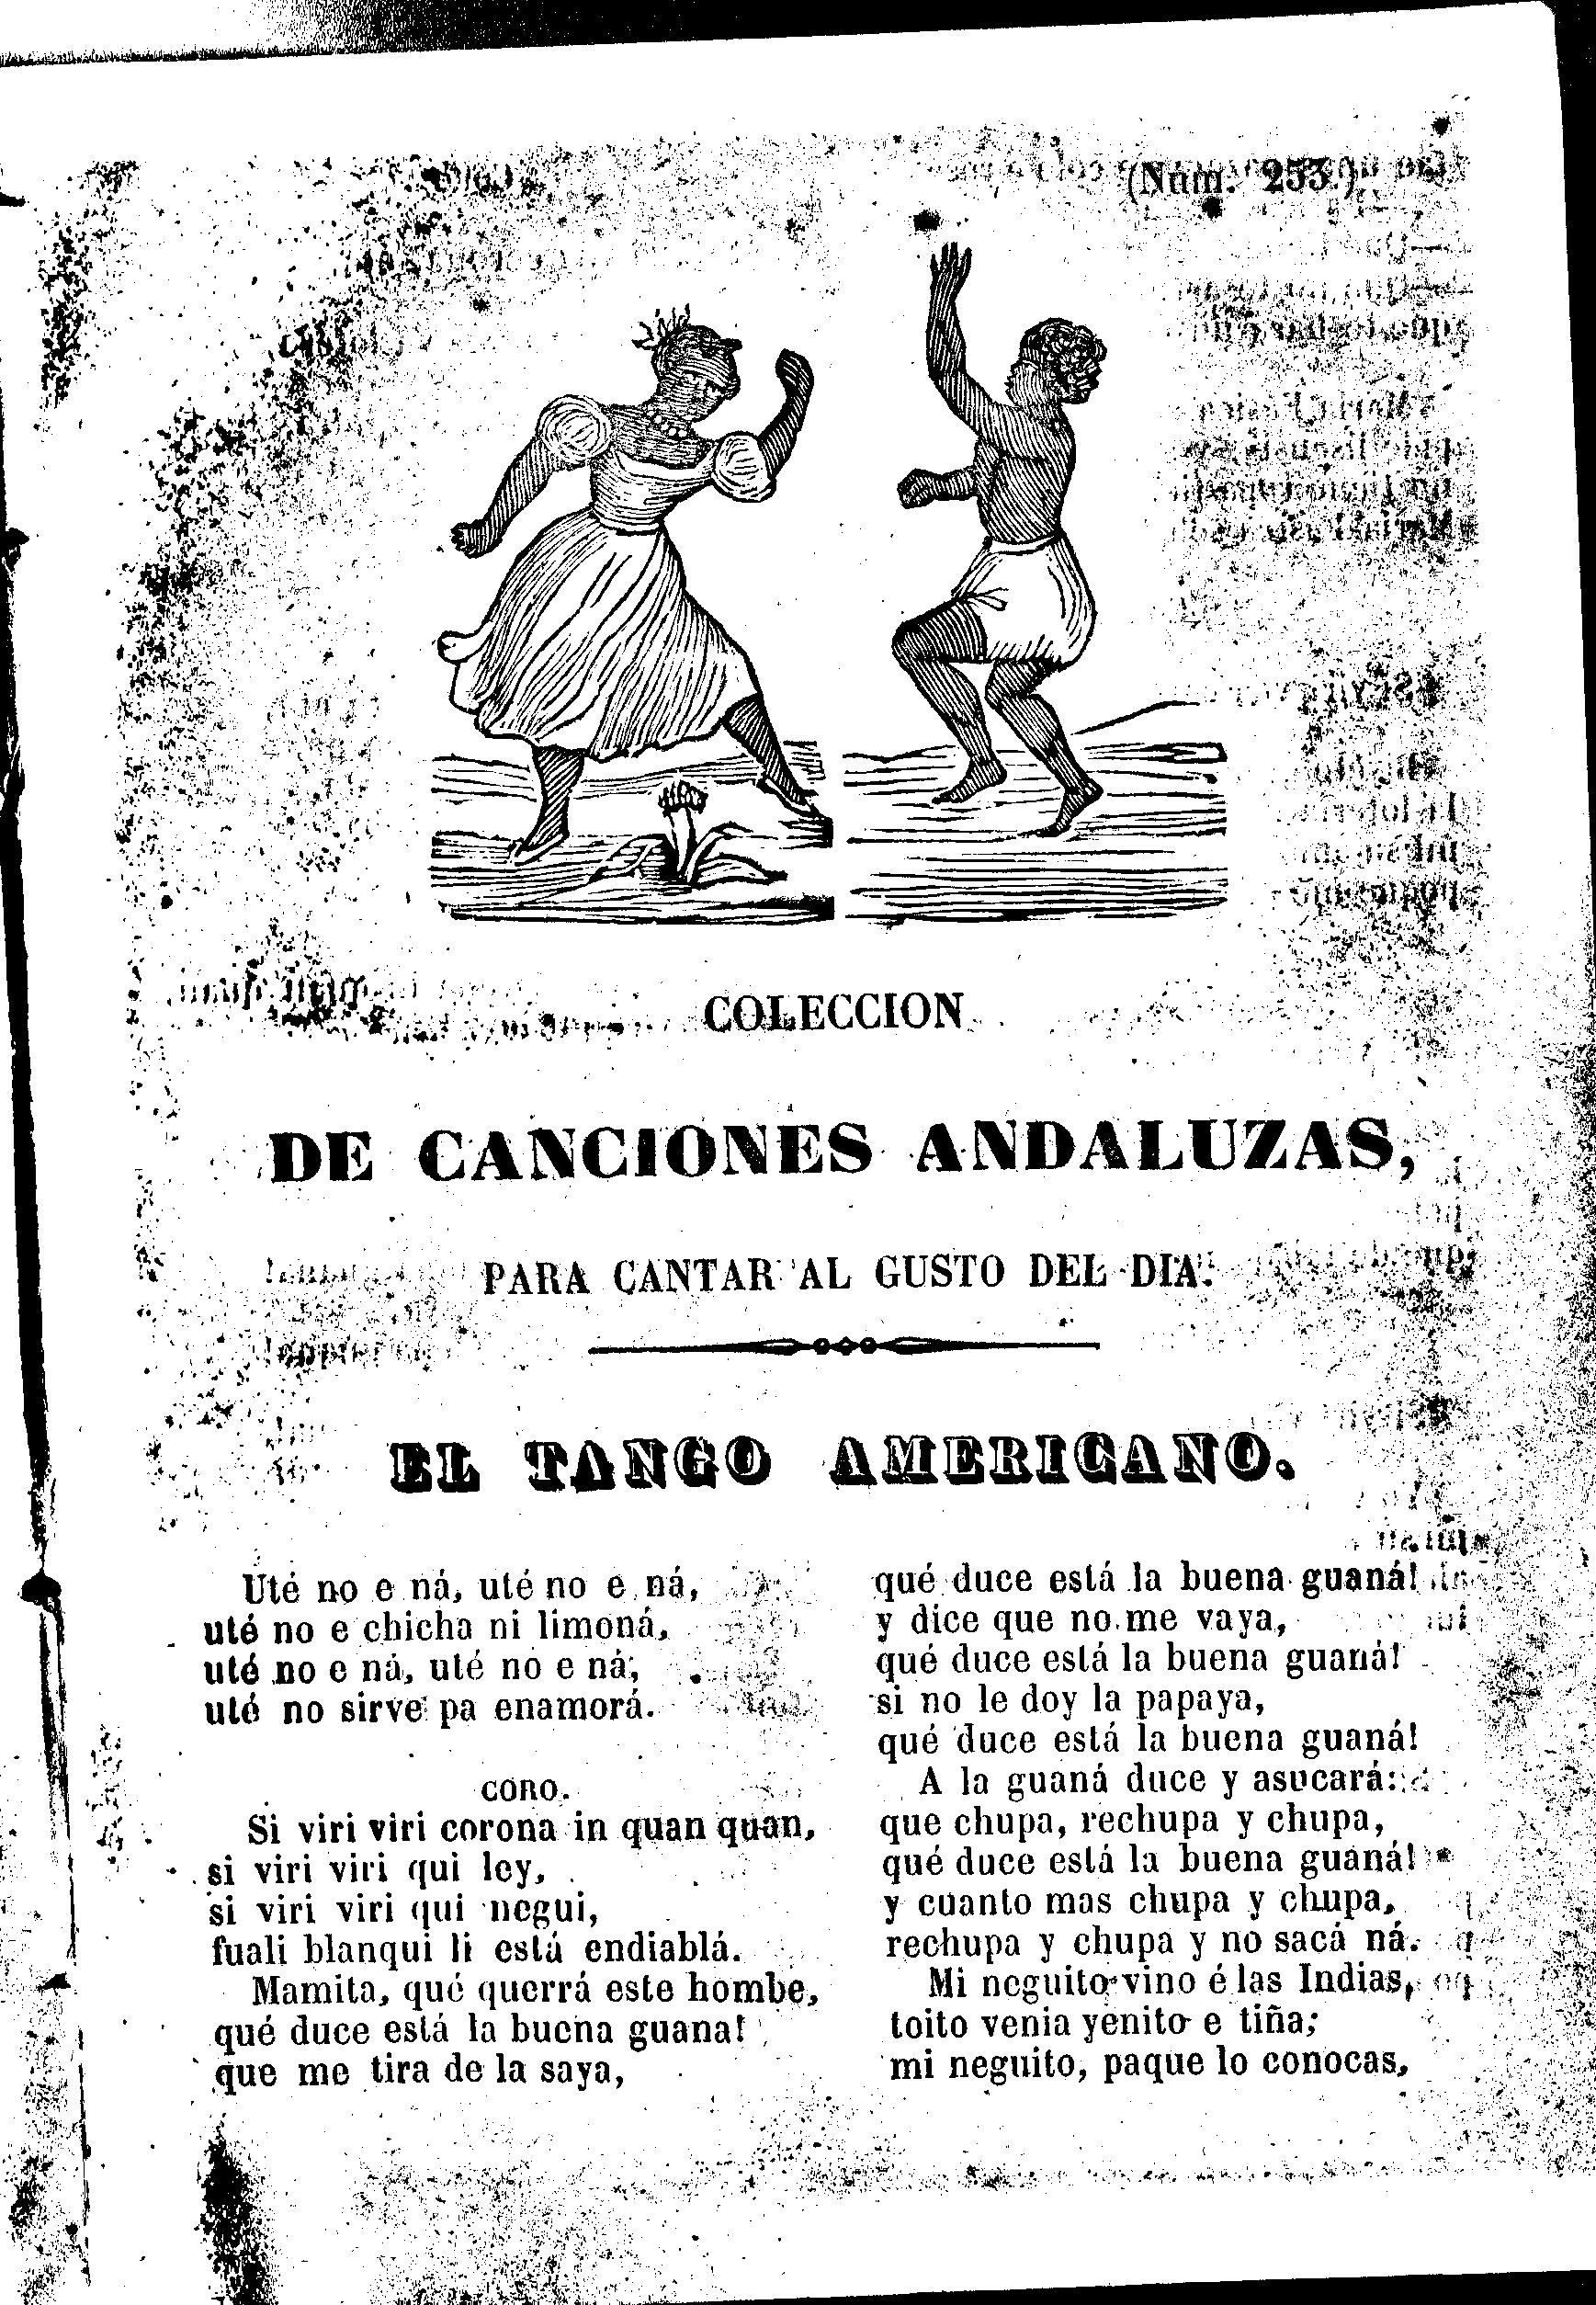 (Núm. 253.)
COLECCION
DE CANCIONES ANDALUZAS,
PARA CANTAR AL GUSTO DEL DIA.
EL TANGO AMERICANO.
Uté no e ná, uté no e ná,
uté no e chicha ni limoná,
uté no e ná, uté no e ná;
uté no sirve pa enamorá.
CORO.
Si viri viri corona in quan quan,
si viri viri qui ley,
si viri viri qui negui,
fuali blanqui li está endiablá.
Mamita, qué querrá este hombe,
qué duce está la buena guana!
que me tira de la saya,
qué duce está la buena guaná!
y dice que no me vaya,
qué duce está la buena guaná!
si no le doy la papaya,
qué duce está la buena guaná!
A la guaná duce y asucará:
que chupa, rechupa y chupa,
qué duce está la buena guaná!
y cuanto mas chupa y chupa,
rechupa y chupa y no sacá ná.
Mi neguito vino é las Indias,
toito venia yenito e tiña;
mi neguito, paque lo conocas,